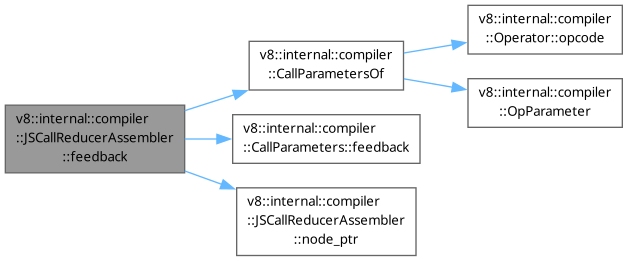 v8::internal::compiler
::JSCallReducerAssembler
::feedback
v8::internal::compiler
::CallParametersOf
v8::internal::compiler
::Operator::opcode
v8::internal::compiler
::OpParameter
v8::internal::compiler
::CallParameters::feedback
v8::internal::compiler
::JSCallReducerAssembler
::node_ptr